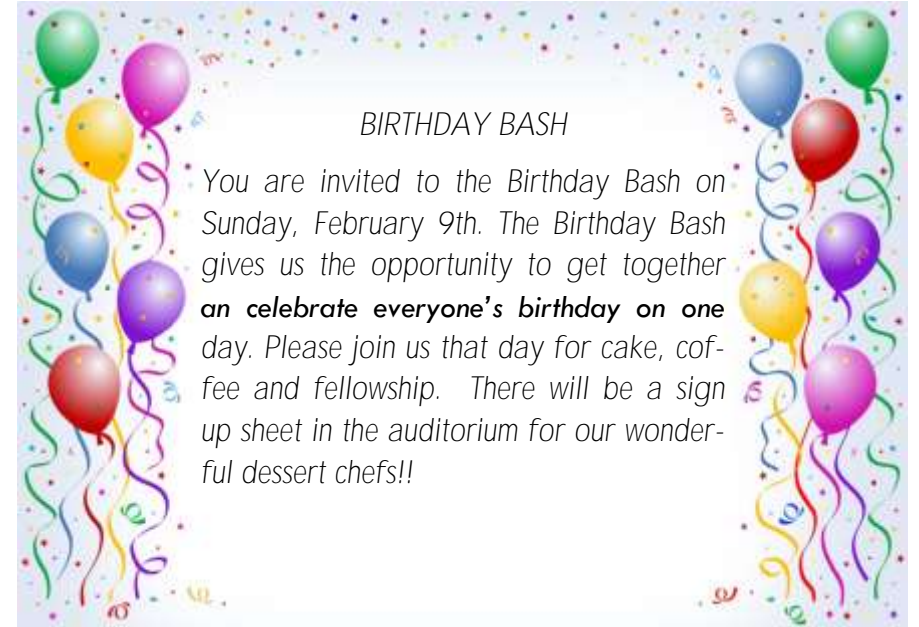 BIRTHDAY BASH
You are invited to the Birthday Bash on
Sunday, February 9th. The Birthday Bash
gives us the opportunity to get together
an celebrate everyone’s birthday on one
day. Please join us that day for cake, cof-
fee and fellowship.  There will be a sign
up sheet in the auditorium for our wonder-
ful dessert chefs!!